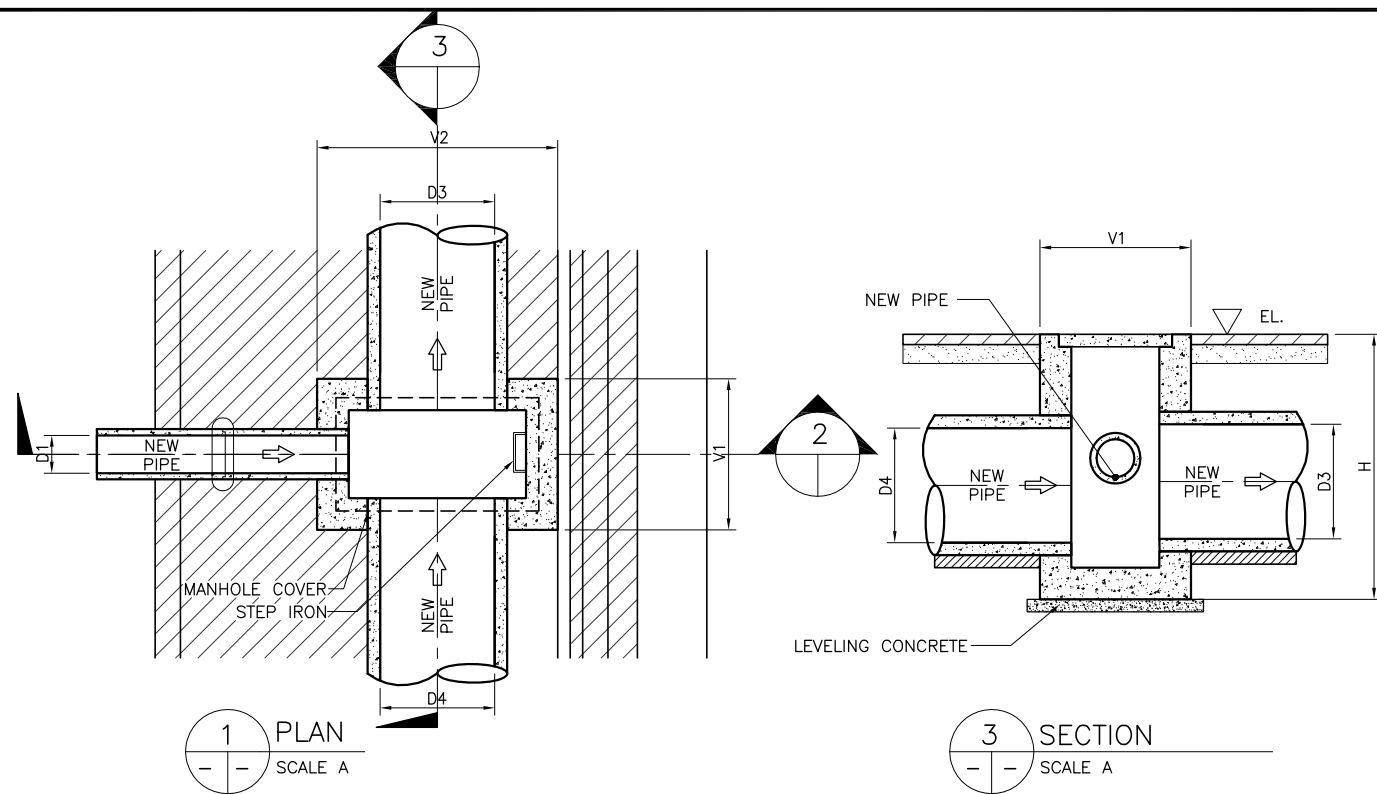 3
V2
D3
NEW
PIPE
D1
NEW
PIPE
V1
2
MANHOLE COVER
STEP IRON
NEW
PIPE
D4
1
PLAN
- -
SCALE A
V1
NEW PIPE
EL.
D4
NEW
PIPE
NEW
PIPE
D3
H
LEVELING CONCRETE
3
SECTION
- -
SCALE A